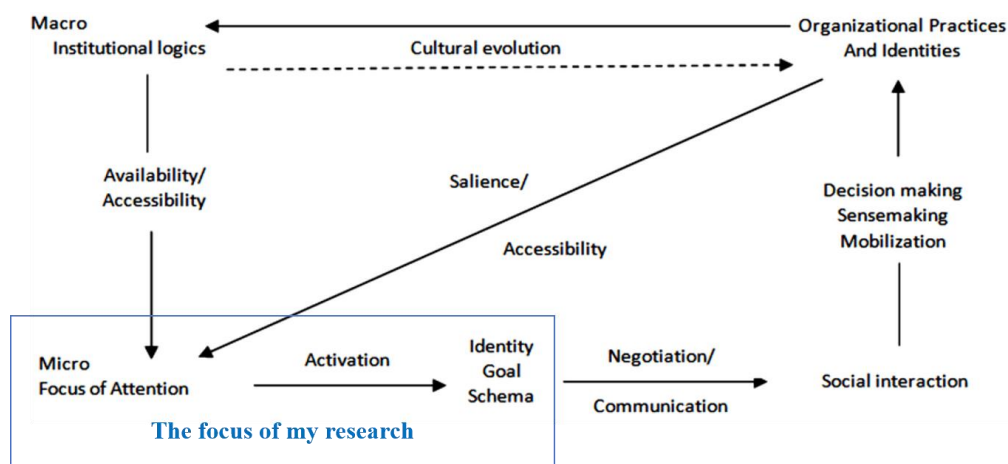 Macro
Institutional logics
Organizational Practices
And Identities
Cultural evolution
Availability/
Accessibility
Salience/
Accessibility
Decision making
Sensemaking
Mobilization
Micro
Focus of Attention
Activation
Identity
Goal
Schema
Negotiation/
Communication
Social interaction
The focus of my research